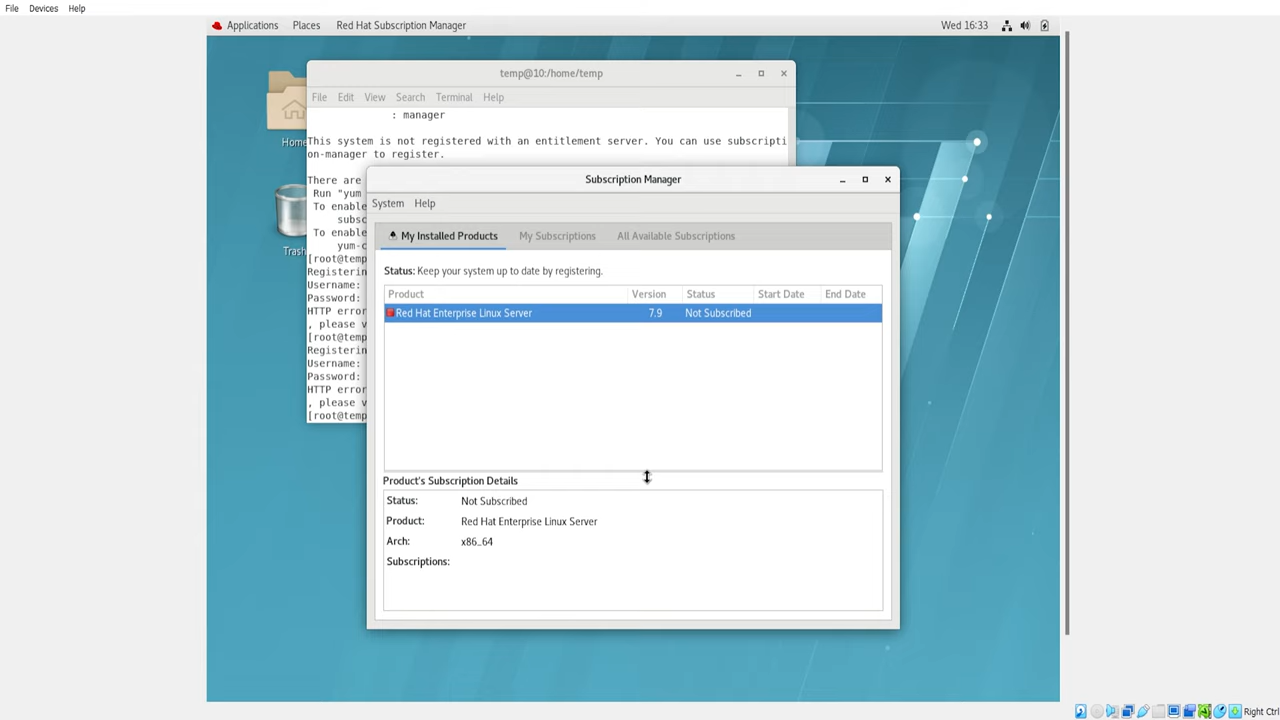 File Devices Help
Applications Places Red Hat Subscription Manager Wed 16:33
temp@10:/home/temp
File Edit View Search Terminal Help
: manager
This system is not registered with an entitlement server. You can use subscripti
on-manager to register.
There are
Run "yum
To enable
subsc
To enable
yum-c
[root@temp
Registerin
Username:
Password:
HTTP error
, please v
[root@temp
Registerin
Username:
Password:
HTTP error
, please v
[root@temp
Home
Trash
Subscription Manager
System Help
My Installed Products My Subscriptions All Available Subscriptions
Status: Keep your system up to date by registering.
Product Version Status Start Date End Date
Red Hat Enterprise Linux Server 7.9 Not Subscribed
Product's Subscription Details
Status: Not Subscribed
Product: Red Hat Enterprise Linux Server
Arch: x86_64
Subscriptions:
Right Ctrl